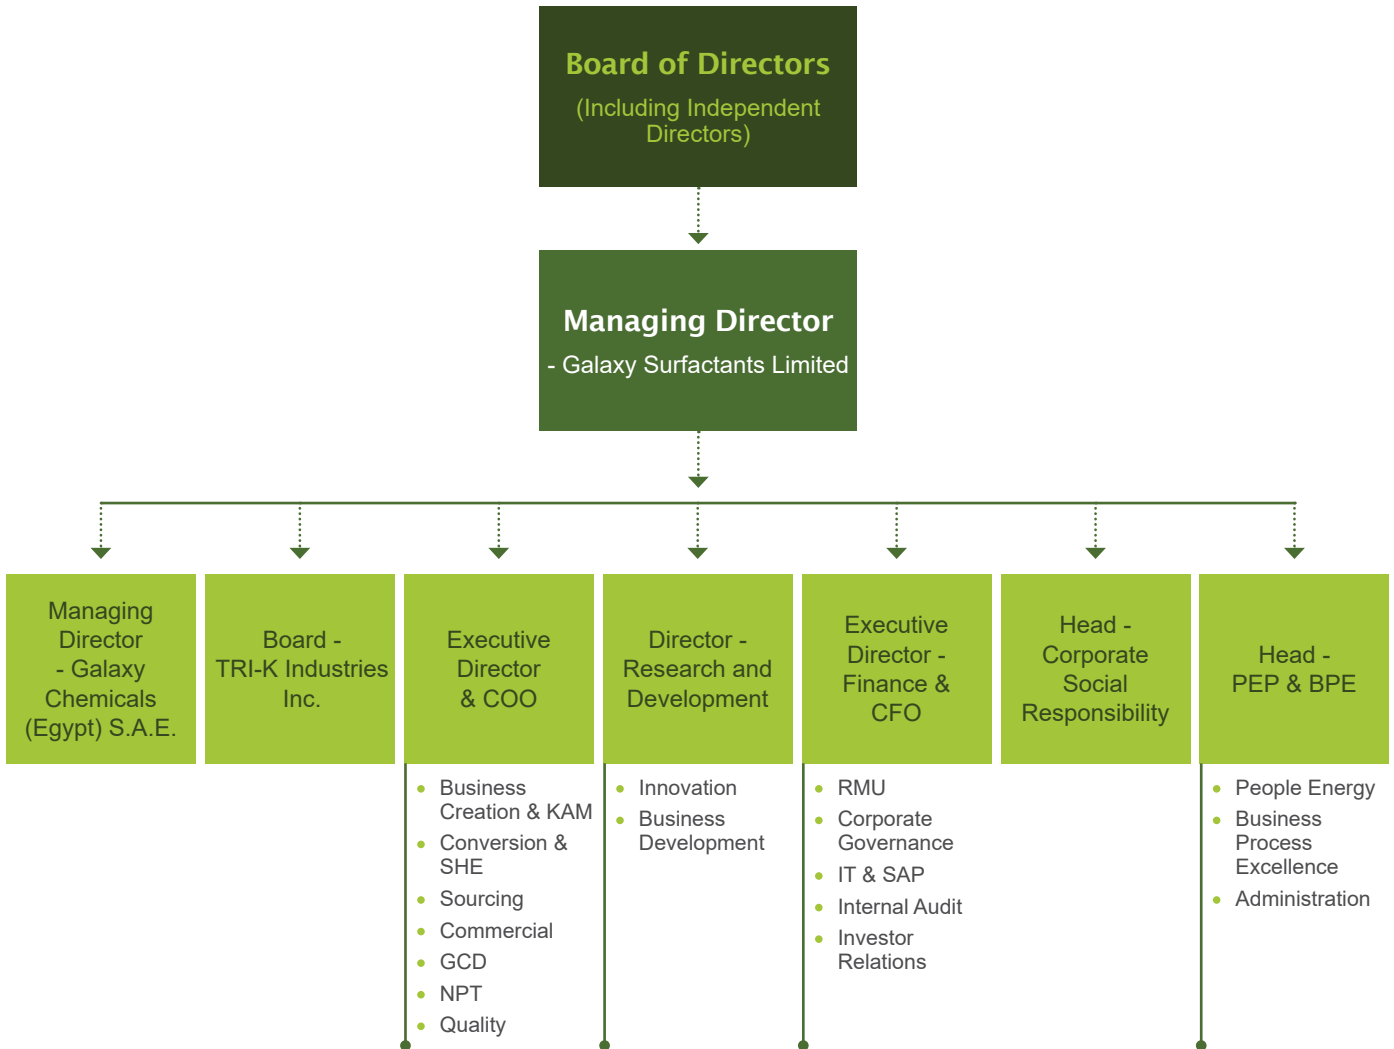 Board of Directors
(Including Independent
Directors)
Managing Director
- Galaxy Surfactants Limited
Managing
Director
- Galaxy
Chemicals
(Egypt) S.A.E.
Board -
TRI-K Industries
Inc.
Executive
Director
& COO
Director -
Research and
Development
Executive
Director -
Finance &
CFO
Head -
Corporate
Social
Responsibility
Head -
PEP & BPE
Business
Creation & KAM
Conversion &
SHE
Sourcing
Commercial
GCD
NPT
Quality
Innovation
Business
Development
RMU
Corporate
Governance
IT & SAP
Internal Audit
Investor
Relations
People Energy
Business
Process
Excellence
Administration